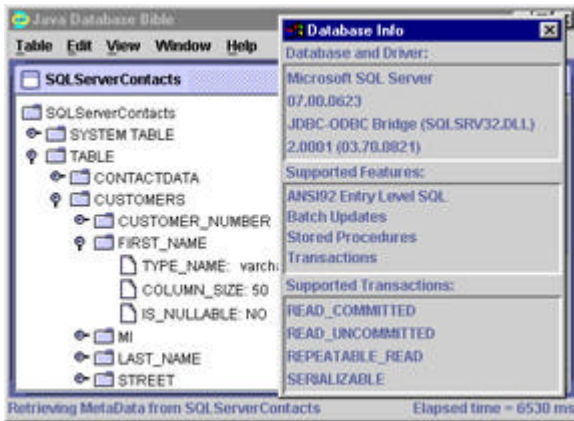 Java Database Bible
Table Edit View Window Help
SQLServerContacts
SQLServerContacts
SYSTEM TABLE
TABLE
CONTACTDATA
CUSTOMERS
CUSTOMER_NUMBER
FIRST_NAME
TYPE_NAME: varch
COLUMN_SIZE: 50
IS_NULLABLE: NO
MI
LAST_NAME
STREET
Database Info
Database and Driver:
Microsoft SQL Server
07.00.0623
JDBC-ODBC Bridge (SQLSRV32.DLL)
2.0001 (03.70.0821)
Supported Features:
ANSI92 Entry Level SQL
Batch Updates
Stored Procedures
Transactions
Supported Transactions:
READ_COMMITTED
READ_UNCOMMITTED
REPEATABLE_READ
SERIALIZABLE
Retrieving MetaData from SQLServerContacts
Elapsed time = 6530 ms